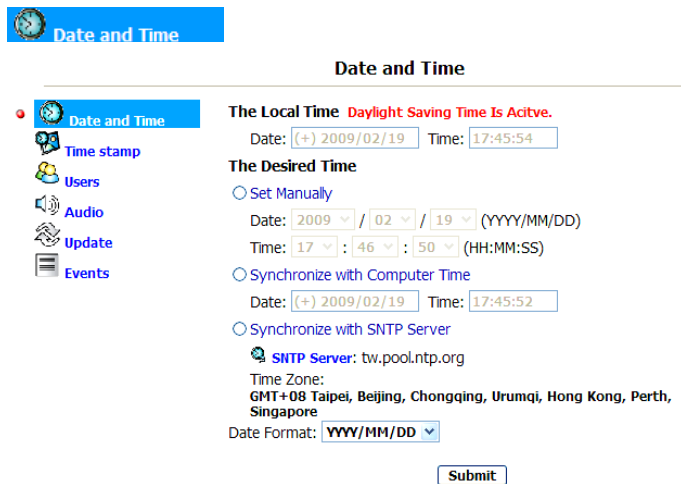 Date and Time
Date and Time
Date and Time
Time stamp
Users
Audio
Update
Events
The Local Time Daylight Saving Time Is Acitve.
Date: (+) 2009/02/19 Time: 17:45:54
The Desired Time
Set Manually
Date: 2009 / 02 / 19 (YYYY/MM/DD)
Time: 17 : 46 : 50 (HH:MM:SS)
Synchronize with Computer Time
Date: (+) 2009/02/19 Time: 17:45:52
Synchronize with SNTP Server
SNTP Server: tw.pool.ntp.org
Time Zone:
GMT+08 Taipei, Beijing, Chongqing, Urumqi, Hong Kong, Perth,
Singapore
Date Format: YYYY/MM/DD
Submit